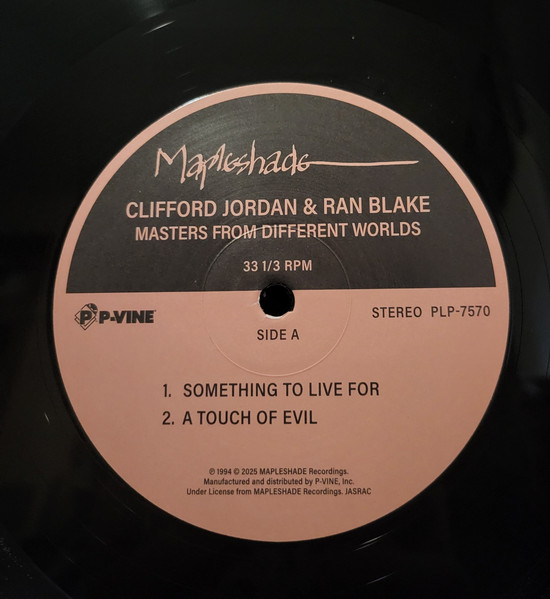 Mapleshade
CLIFFORD JORDAN & RAN BLAKE
MASTERS FROM DIFFERENT WORLDS
33 1/3 RPM
P P-VINE
STEREO PLP-7570
SIDE A
1. SOMETHING TO LIVE FOR
2. A TOUCH OF EVIL
℗ 1994 © 2025 MAPLESHADE Recordings.
Manufactured and distributed by P-VINE, Inc.
Under License from MAPLESHADE Recordings. JASRAC